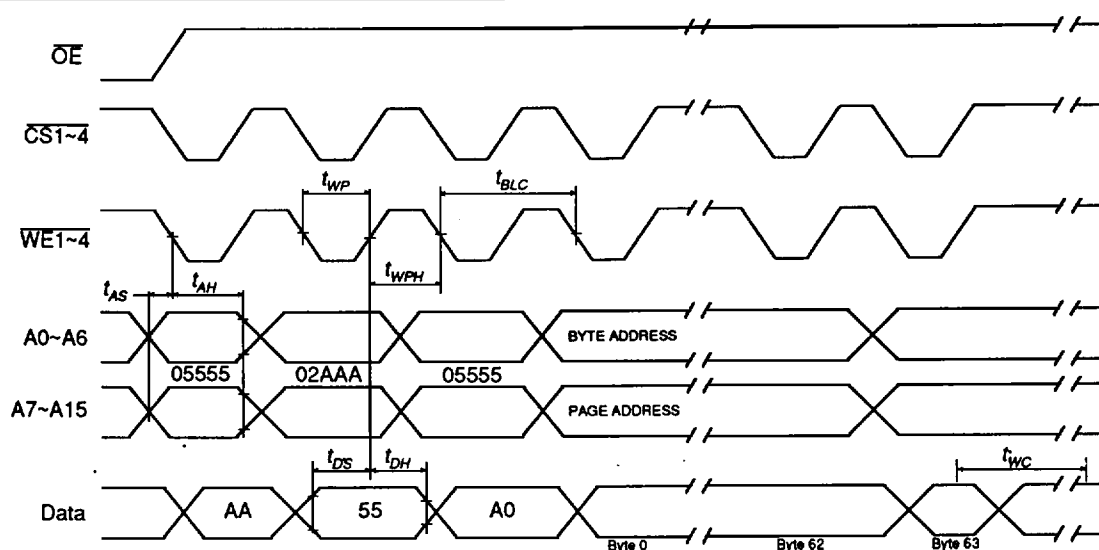 OE
CS1~4
tWP
tBLC
WE1~4
tWPH
tAS
tAH
A0~A6
BYTE ADDRESS
05555
02AAA
05555
A7~A15
PAGE ADDRESS
tDS
tDH
tWC
Data
AA
55
A0
Byte 0
Byte 62
Byte 63